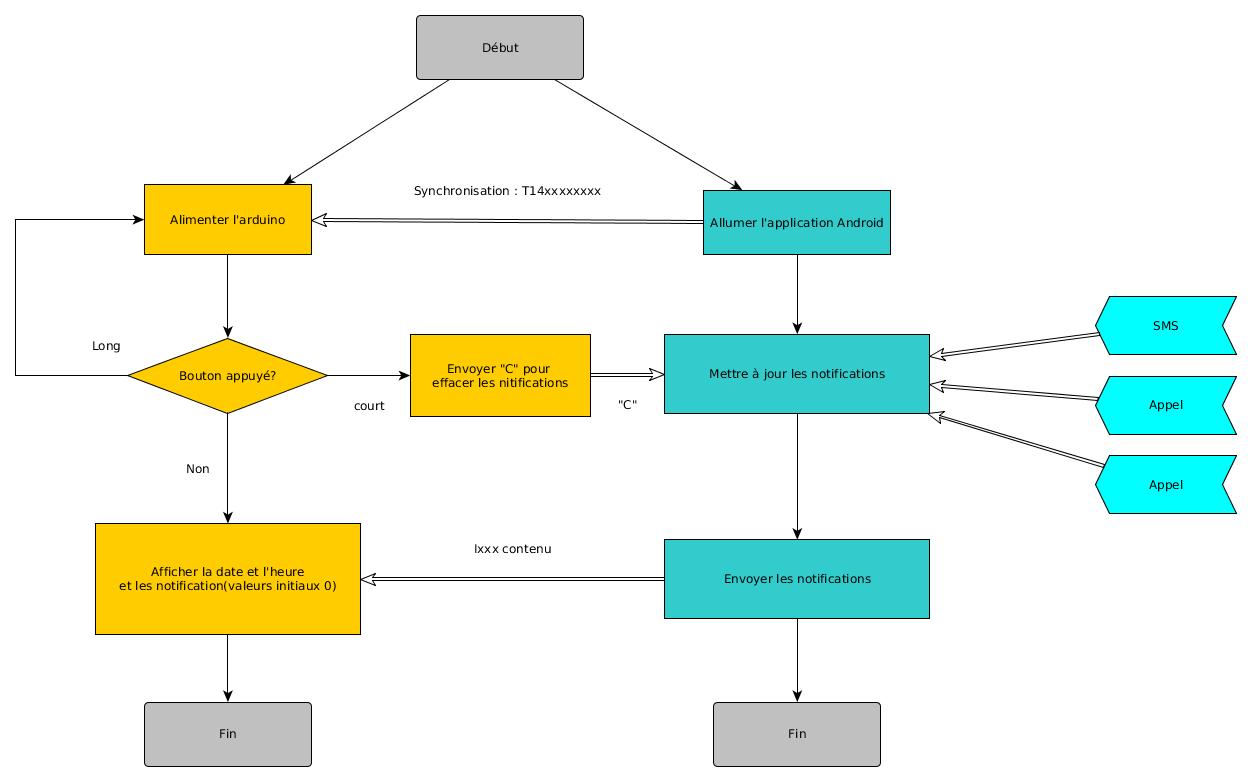 Début
Synchronisation : T14xxxxxxxx
Alimenter l'arduino
Allumer l'application Android
SMS
Long
Bouton appuyé?
Envoyer "C" pour
effacer les nitifications
Mettre à jour les notifications
court
"C"
Appel
Non
Appel
Ixxx contenu
Afficher la date et l'heure
et les notification(valeurs initiaux 0)
Envoyer les notifications
Fin
Fin